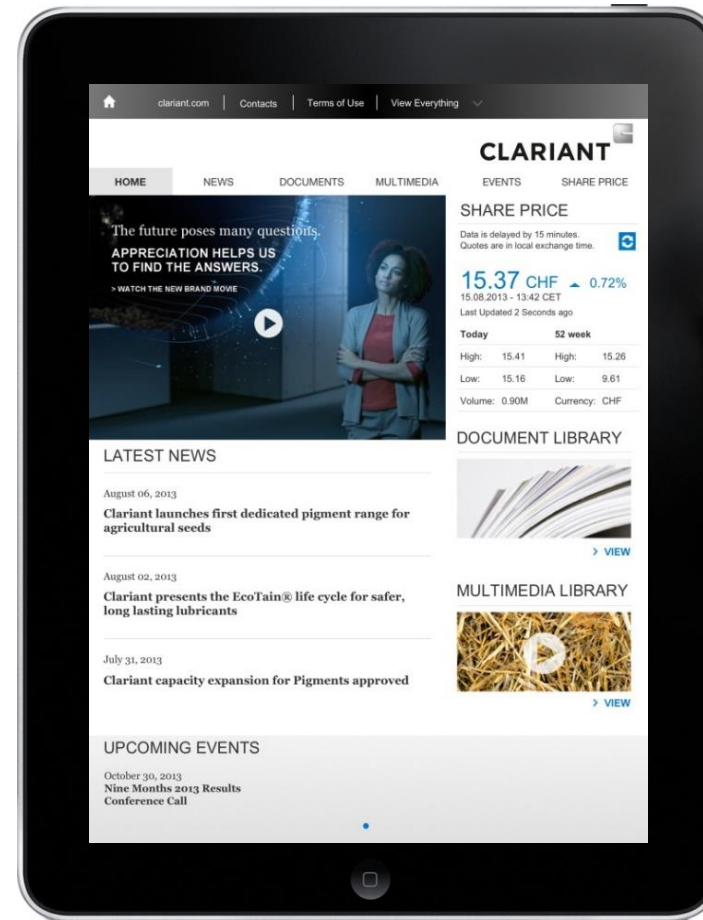 clariant.com | Contacts | Terms of Use | View Everything
CLARIANT
HOME NEWS DOCUMENTS MULTIMEDIA EVENTS SHARE PRICE
The future poses many questions.
APPRECIATION HELPS US
TO FIND THE ANSWERS.
> WATCH THE NEW BRAND MOVIE
SHARE PRICE
Data is delayed by 15 minutes.
Quotes are in local exchange time.
15.37 CHF 0.72%
15.08.2013 - 13:42 CET
Last Updated 2 Seconds ago
Today 52 week
High: 15.41 High: 15.26
Low: 15.16 Low: 9.61
Volume: 0.90M Currency: CHF
LATEST NEWS
August 06, 2013
Clariant launches first dedicated pigment range for
agricultural seeds
August 02, 2013
Clariant presents the EcoTain® life cycle for safer,
long lasting lubricants
July 31, 2013
Clariant capacity expansion for Pigments approved
DOCUMENT LIBRARY
> VIEW
MULTIMEDIA LIBRARY
> VIEW
UPCOMING EVENTS
October 30, 2013
Nine Months 2013 Results
Conference Call